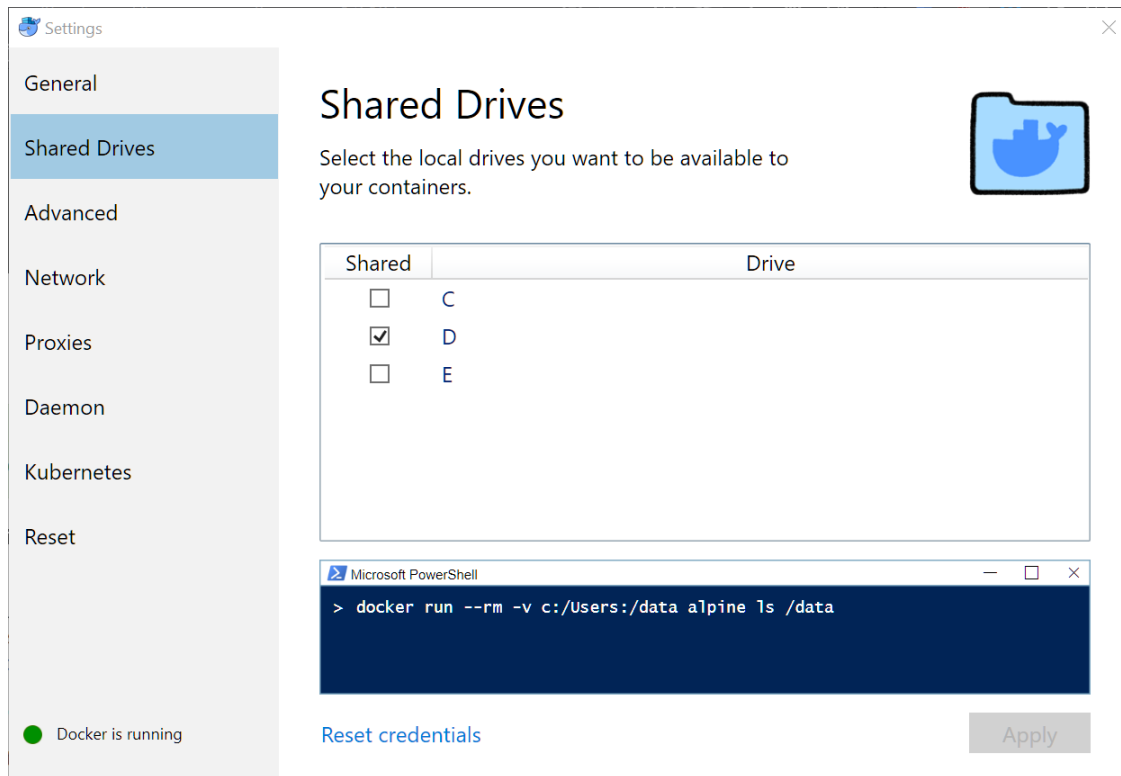 Settings
General
Shared Drives
Advanced
Network
Proxies
Daemon
Kubernetes
Reset
Docker is running
Shared Drives
Select the local drives you want to be available to
your containers.
Shared Drive
C
D
E
Microsoft PowerShell
> docker run --rm -v c:/Users:/data alpine ls /data
Reset credentials
Apply